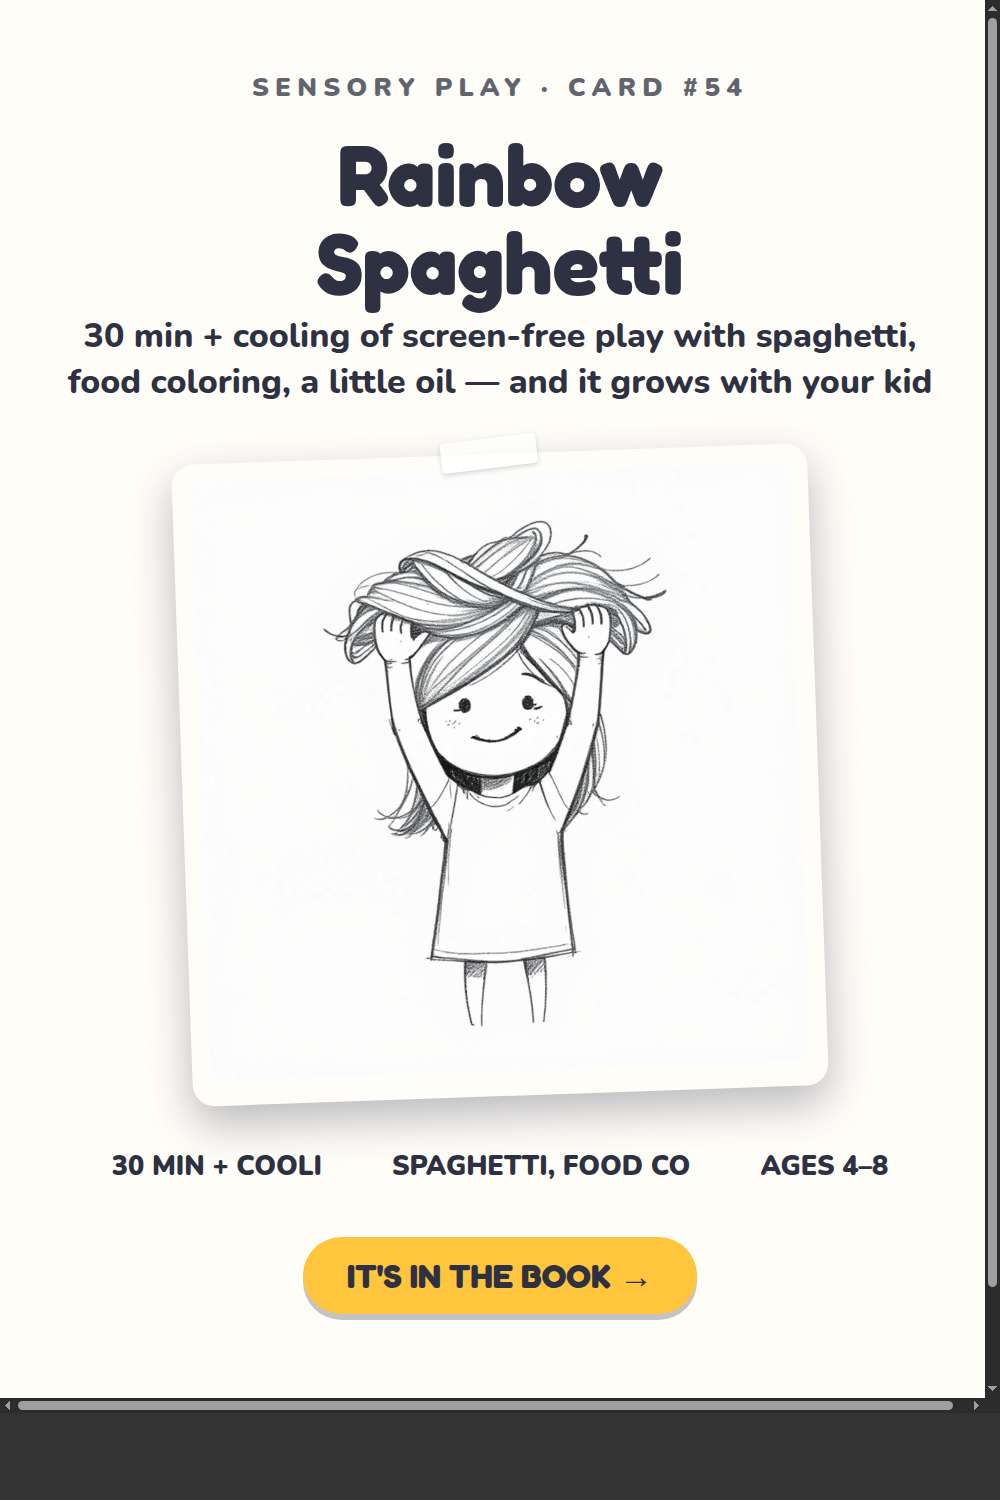 SENSORY PLAY · CARD #54
Rainbow
Spaghetti
30 min + cooling of screen-free play with spaghetti,
food coloring, a little oil — and it grows with your kid
30 MIN + COOLI SPAGHETTI, FOOD CO AGES 4–8
IT'S IN THE BOOK →